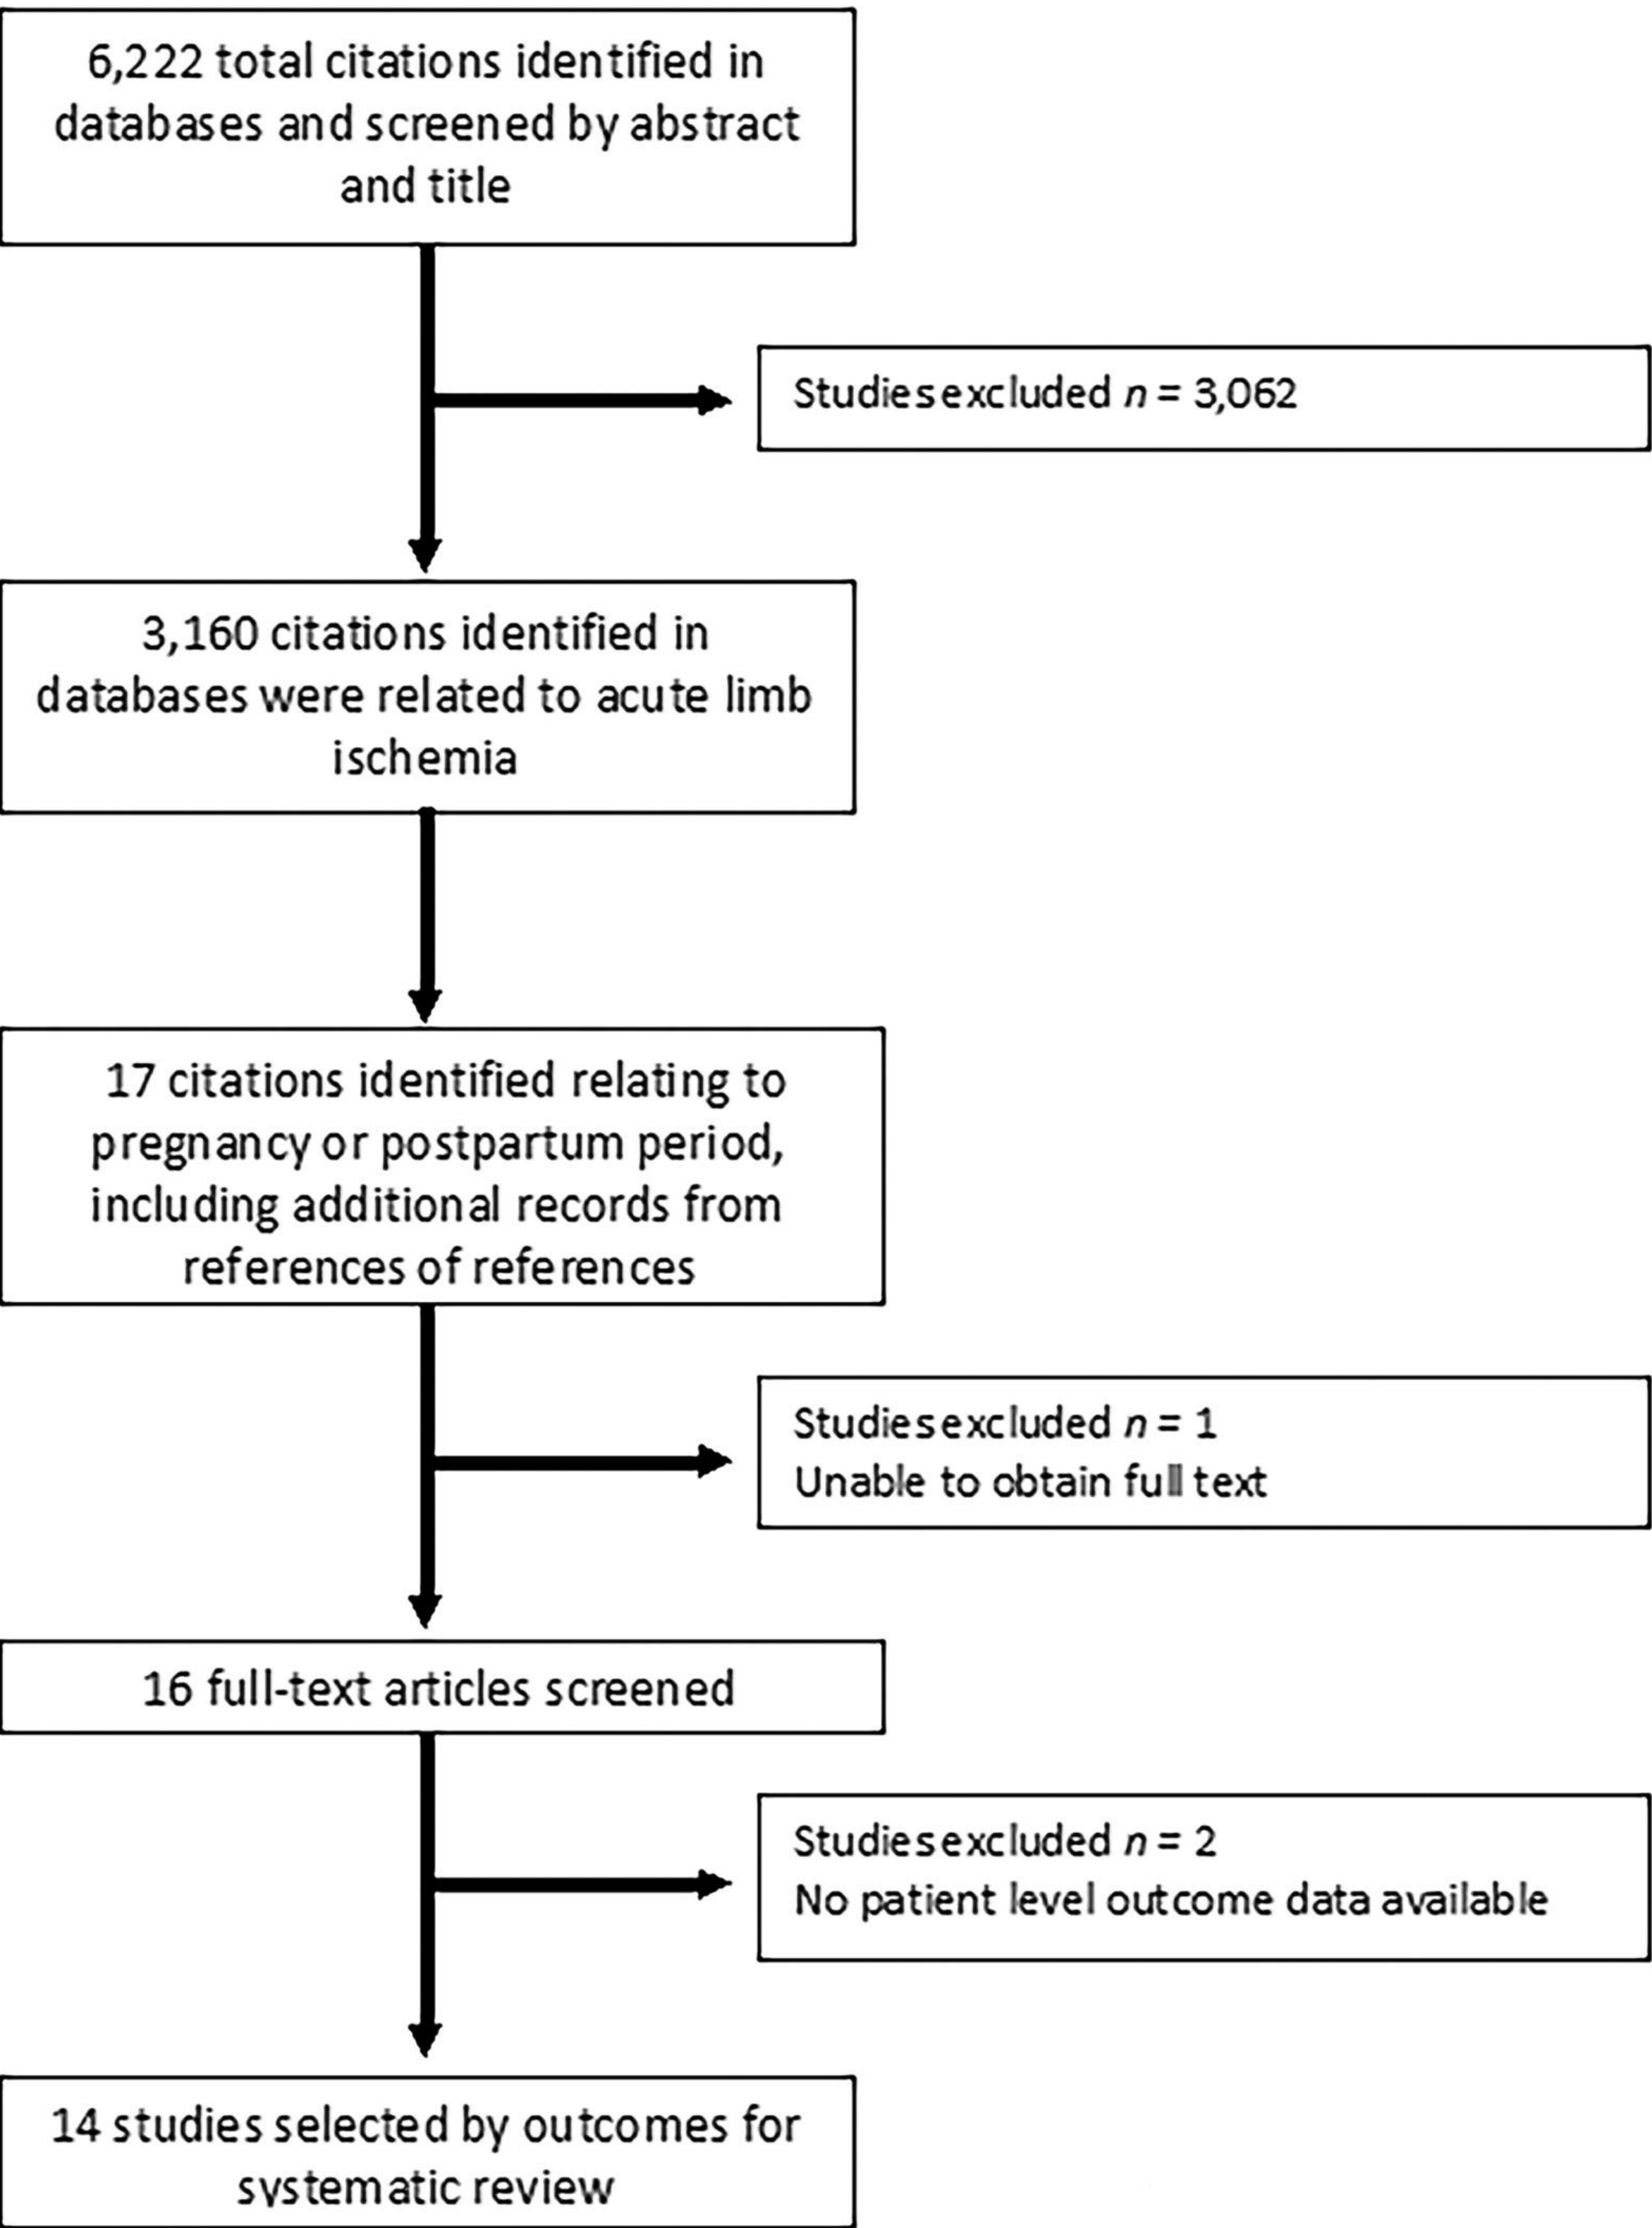 6,222 total citations identified in
databases and screened by abstract
and title
Studies excluded n = 3,062
3,160 citations identified in
databases were related to acute limb
ischemia
17 citations identified relating to
pregnancy or postpartum period,
including additional records from
references of references
Studies excluded n = 1
Unable to obtain full text
16 full-text articles screened
Studies excluded n = 2
No patient level outcome data available
14 studies selected by outcomes for
systematic review